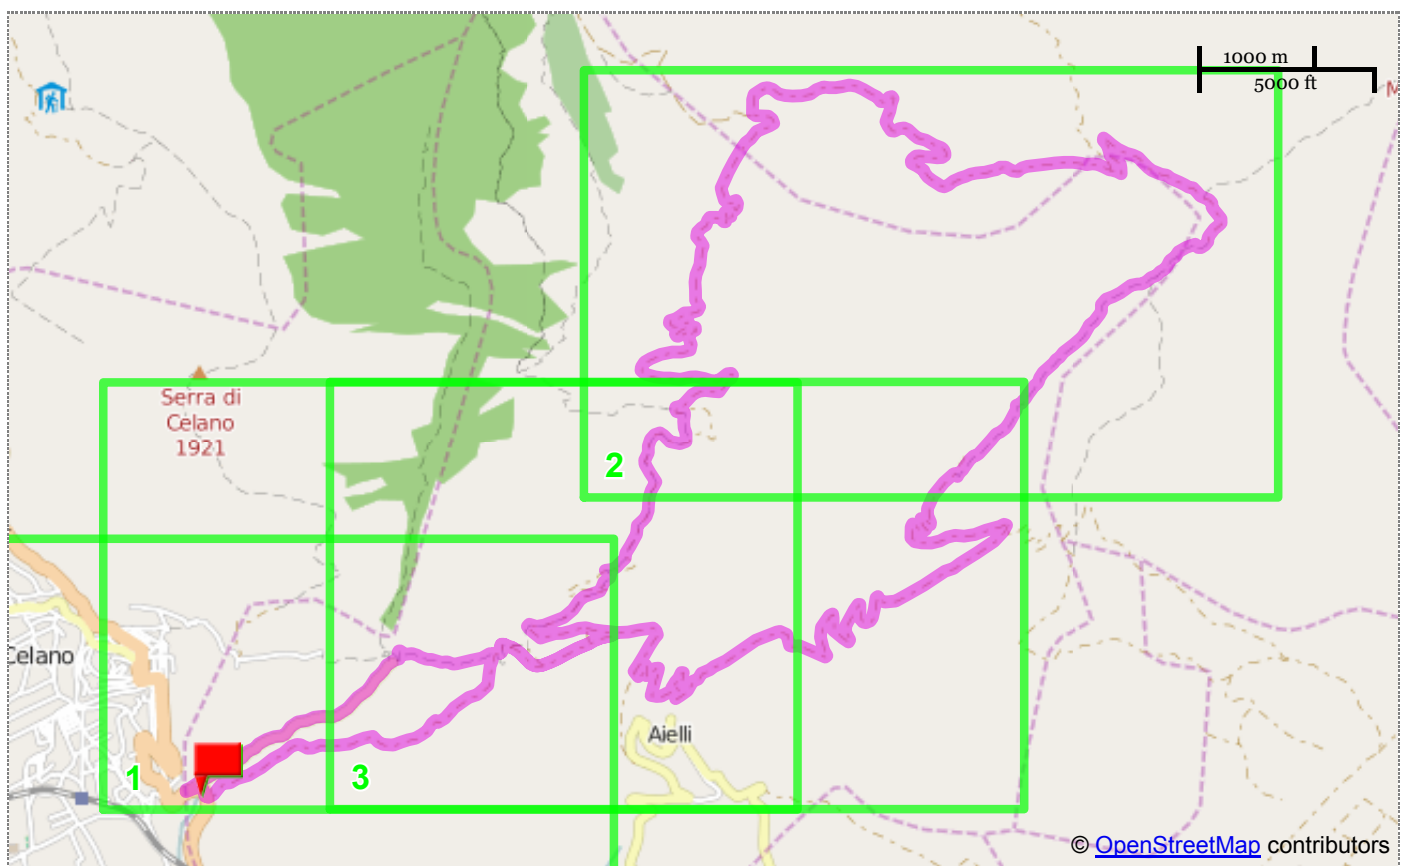 1000 m
5000 ft
M
Serra di
Celano
1921
2
Celano
Aielli
1
3
© OpenStreetMap contributors